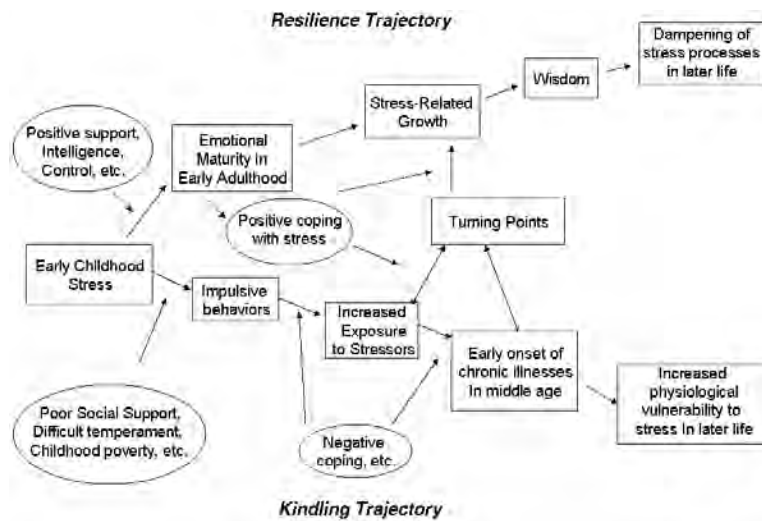 Resilience Trajectory
Dampening of
stress processes
in later life
Wisdom
Stress-Related
Growth
Positive support,
Intelligence,
Control, etc.
Emotional
Maturity In
Early Adulthood
Positive coping
with stress
Turning Points
Early Childhood
Stress
Impulsive
behaviors
Increased
Exposure
to Stressors
Early onset of
chronic illnesses
In middle age
Increased
physiological
vulnerability to
stress In later life
Poor Social Support,
Difficult temperament,
Childhood poverty, etc.
Negative
coping, etc.
Kindling Trajectory